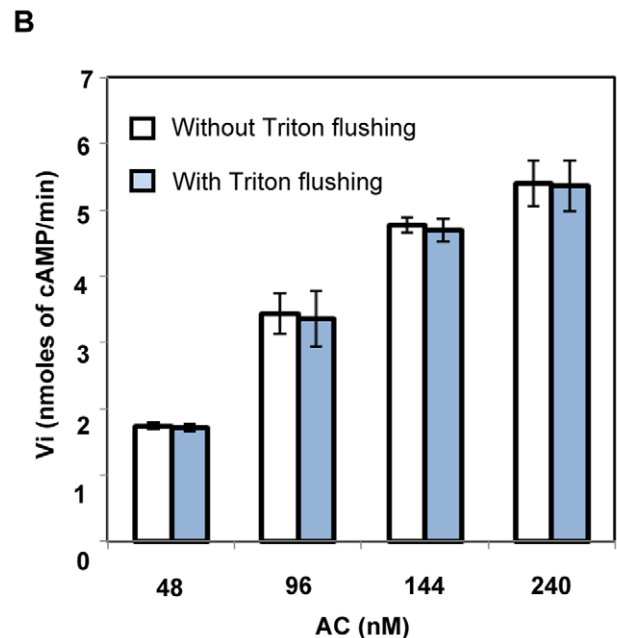 B
7
6
5
4
3
2
1
0
Vi (nmoles of cAMP/min)
Without Triton flushing
With Triton flushing
48 96 144 240
AC (nM)